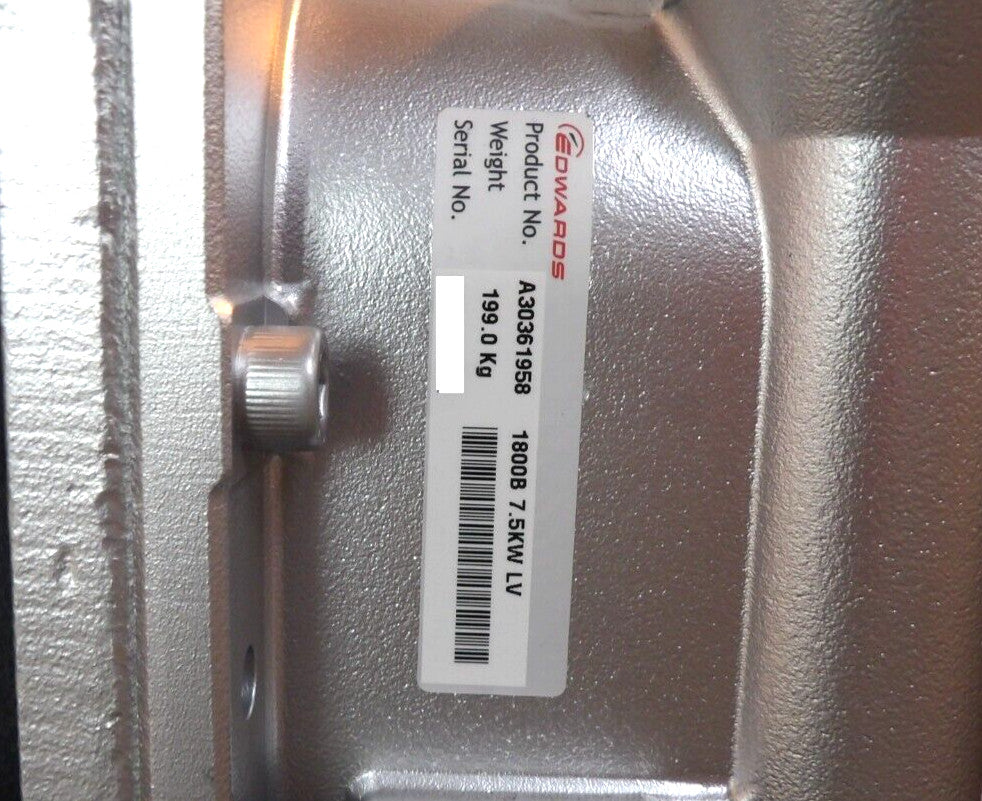 EDWARDS
Product No. A30361958 1800B 7.5KW LV
Weight 199.0 Kg
Serial No.